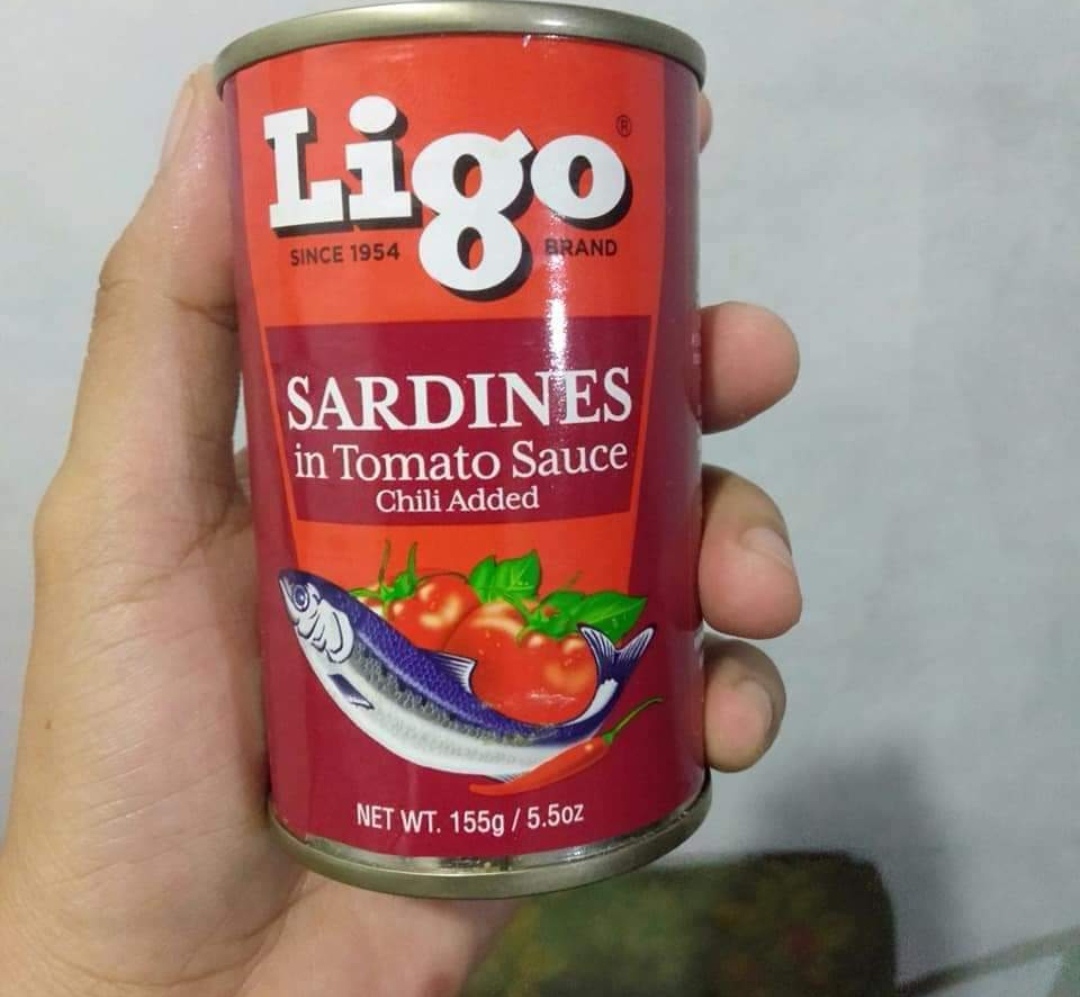 Ligo®
SINCE 1954 BRAND
SARDINES
in Tomato Sauce
Chili Added
NET WT. 155g / 5.5oz